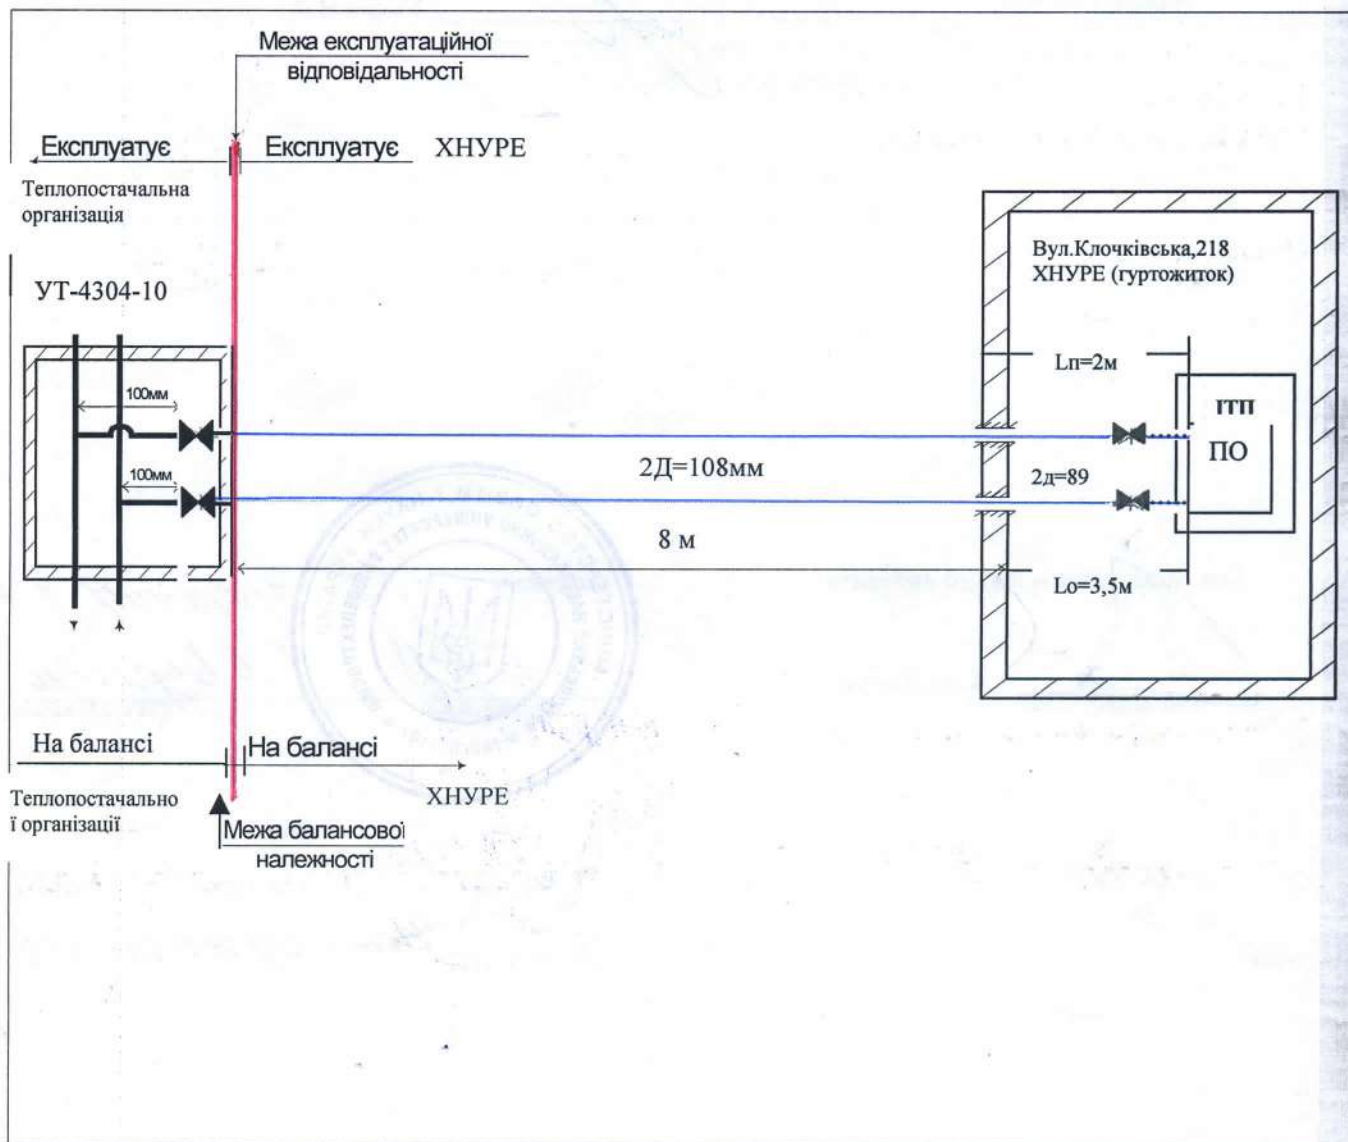 Межа експлуатаційної
відповідальності
Експлуатує
Експлуатує ХНУРЕ
Теплопостачальна
організація
УТ-4304-10
Вул.Клочківська,218
ХНУРЕ (гуртожиток)
Lп=2м
100мм
ІТП
ПО
2Д=108мм
2д=89
100мм
8 м
Lо=3,5м
На балансі
На балансі
Теплопостачально
ї організації
ХНУРЕ
Межа балансової
належності